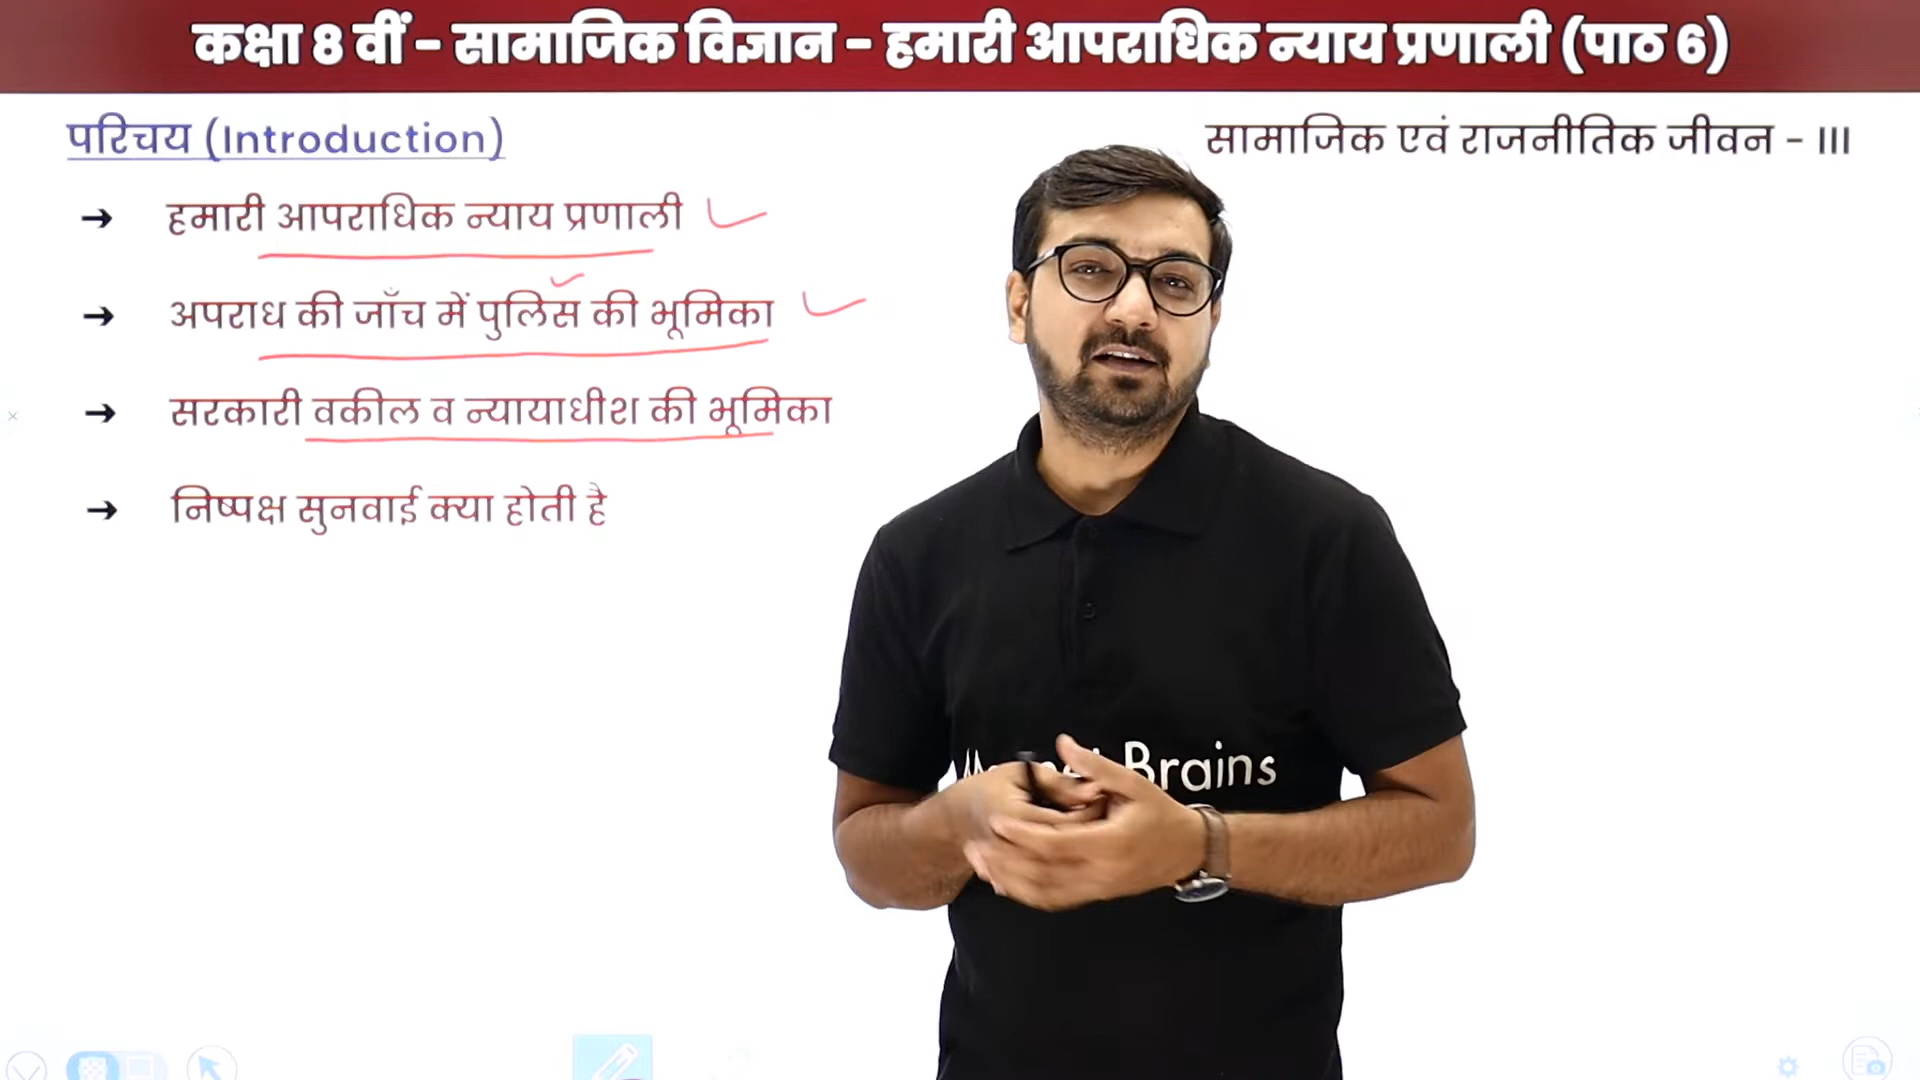 कक्षा 8 वीं - सामाजिक विज्ञान - हमारी आपराधिक न्याय प्रणाली (पाठ 6)
परिचय (Introduction)
सामाजिक एवं राजनीतिक जीवन - III
➔ हमारी आपराधिक न्याय प्रणाली
➔ अपराध की जाँच में पुलिस की भूमिका
➔ सरकारी वकील व न्यायाधीश की भूमिका
➔ निष्पक्ष सुनवाई क्या होती है
Brains